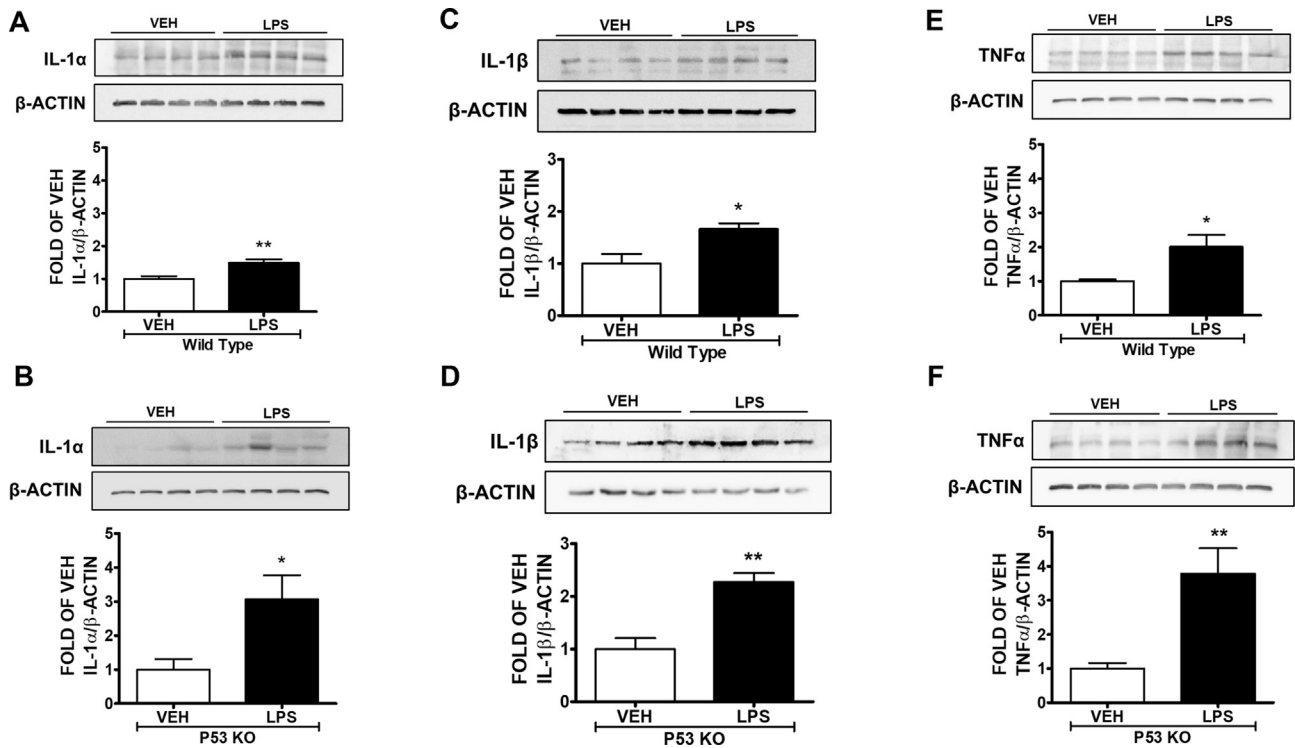 A
VEH LPS
IL-1α
β-ACTIN
FOLD OF VEH
IL-1α/β-ACTIN
5
4
3
2
1
0
**
VEH LPS
Wild Type
C
VEH LPS
IL-1β
β-ACTIN
FOLD OF VEH
IL-1β/β-ACTIN
3
2
1
0
*
VEH LPS
Wild Type
E
VEH LPS
TNFα
β-ACTIN
FOLD OF VEH
TNFα/β-ACTIN
5
4
3
2
1
0
*
VEH LPS
Wild Type
B
VEH LPS
IL-1α
β-ACTIN
FOLD OF VEH
IL-1α/β-ACTIN
5
4
3
2
1
0
*
VEH LPS
P53 KO
D
VEH LPS
IL-1β
β-ACTIN
FOLD OF VEH
IL-1β/β-ACTIN
3
2
1
0
**
VEH LPS
P53 KO
F
VEH LPS
TNFα
β-ACTIN
FOLD OF VEH
TNFα/β-ACTIN
5
4
3
2
1
0
**
VEH LPS
P53 KO